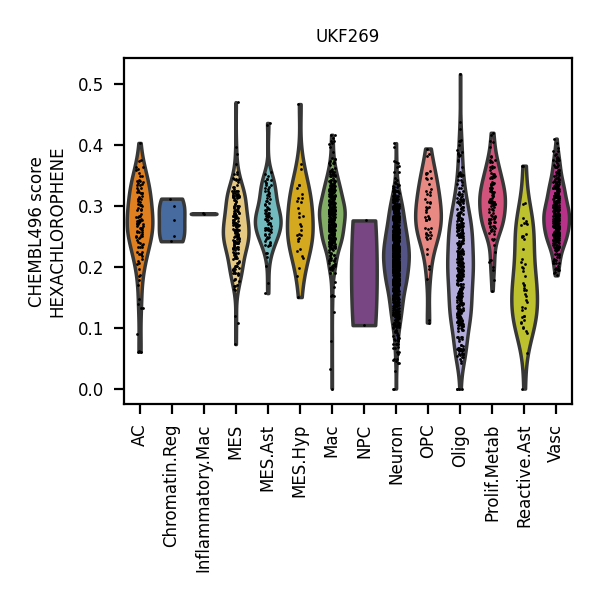 UKF269
CHEMBL496 score
HEXACHLOROPHENE
0.5
0.4
0.3
0.2
0.1
0.0
AC
Chromatin.Reg
Inflammatory.Mac
MES
MES.Ast
MES.Hyp
Mac
NPC
Neuron
OPC
Oligo
Prolif.Metab
Reactive.Ast
Vasc